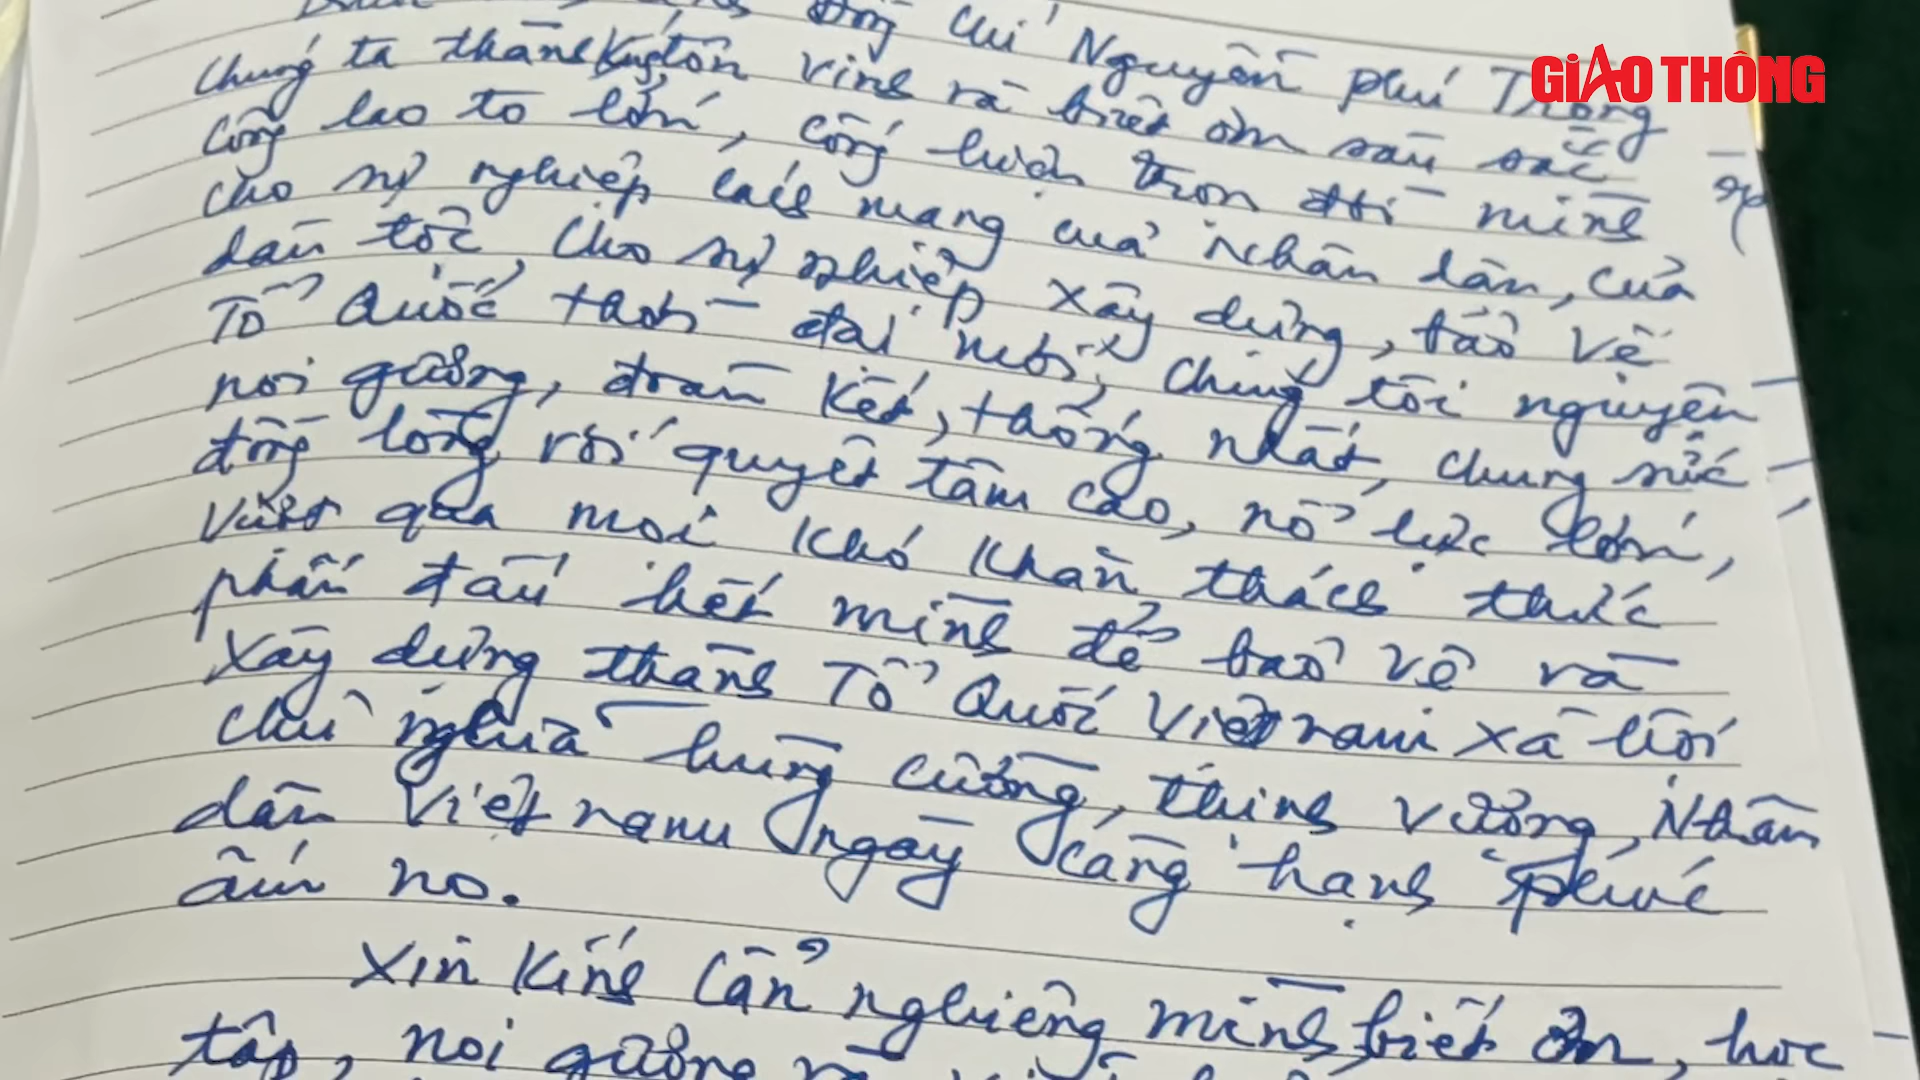 đồng chí Nguyễn Phú Trọng
GIAO THÔNG
Chúng ta thành kính, tôn vinh và biết ơn sâu sắc
công lao to lớn, cống hiến trọn đời mình
cho sự nghiệp cách mạng của Nhân dân, của
dân tộc, cho sự nghiệp xây dựng, bảo vệ
Tổ Quốc thời đại mới, chúng tôi nguyện
noi gương, đoàn kết, thống nhất, chung sức
đồng lòng với quyết tâm cao, nổ lực lớn,
vượt qua mọi khó khăn, thách thức
phấn đấu hết mình để bảo vệ và
xây dựng thành Tổ Quốc Việt nam xã hội
chủ nghĩa hùng cường, thịnh vượng, Nhân
dân Việt nam ngày càng hạnh phúc
ấm no.
Xin kính cẩn nghiêng mình biết ơn, học
tập, noi gương